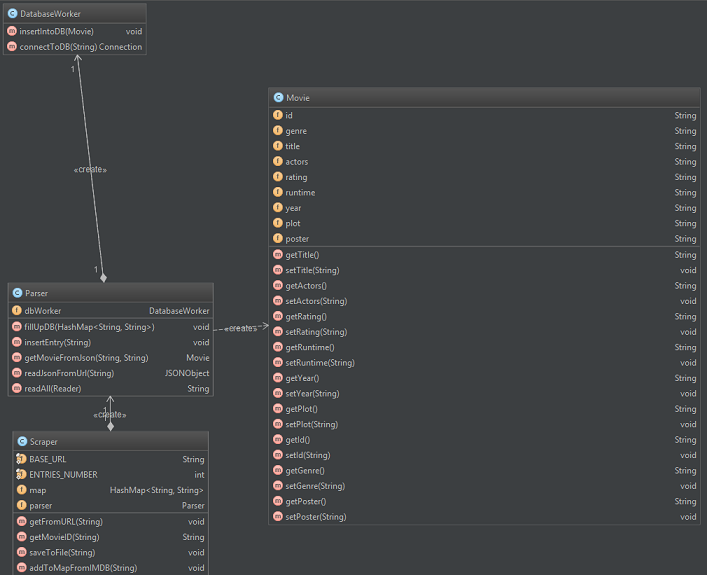 DatabaseWorker
insertIntoDB(Movie) void
connectToDB(String) Connection
1
«create»
1
Parser
dbWorker DatabaseWorker
fillUpDB(HashMap<String, String>) void
insertEntry(String) void
getMovieFromJson(String) Movie
readJsonFromUrl(String) JSONObject
readAll(Reader) String
«create»
1
«create»
Scraper
BASE_URL String
ENTRIES_NUMBER int
map HashMap<String, String>
parser Parser
getFromURL(String) void
getMovieID(String) String
saveToFile(String) void
addToMapFromIMDB(String) void
Movie
id String
genre String
title String
actors String
rating String
runtime String
year String
plot String
poster String
getTitle() String
setTitle(String) void
getActors() String
setActors(String) void
getRating() String
setRating(String) void
getRuntime() String
setRuntime(String) void
getYear() String
setYear(String) void
getPlot() String
setPlot(String) void
getId() String
setId(String) void
getGenre() String
setGenre(String) void
getPoster() String
setPoster(String) void